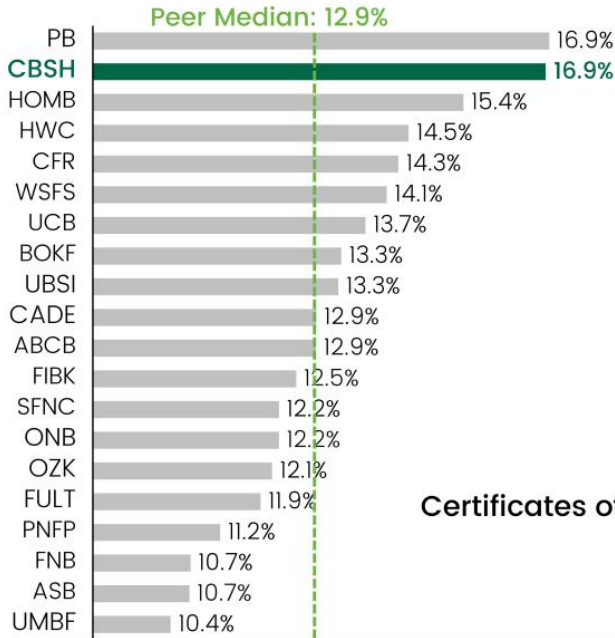 Peer Median: 12.9%
PB 16.9%
CBSH 16.9%
HOMB 15.4%
HWC 14.5%
CFR 14.3%
WSFS 14.1%
UCB 13.7%
BOKF 13.3%
UBSI 13.3%
CADE 12.9%
ABCB 12.9%
FIBK 12.5%
SFNC 12.2%
ONB 12.2%
OZK 12.1%
FULT 11.9%
Certificates of
PNFP 11.2%
FNB 10.7%
ASB 10.7%
UMBF 10.4%